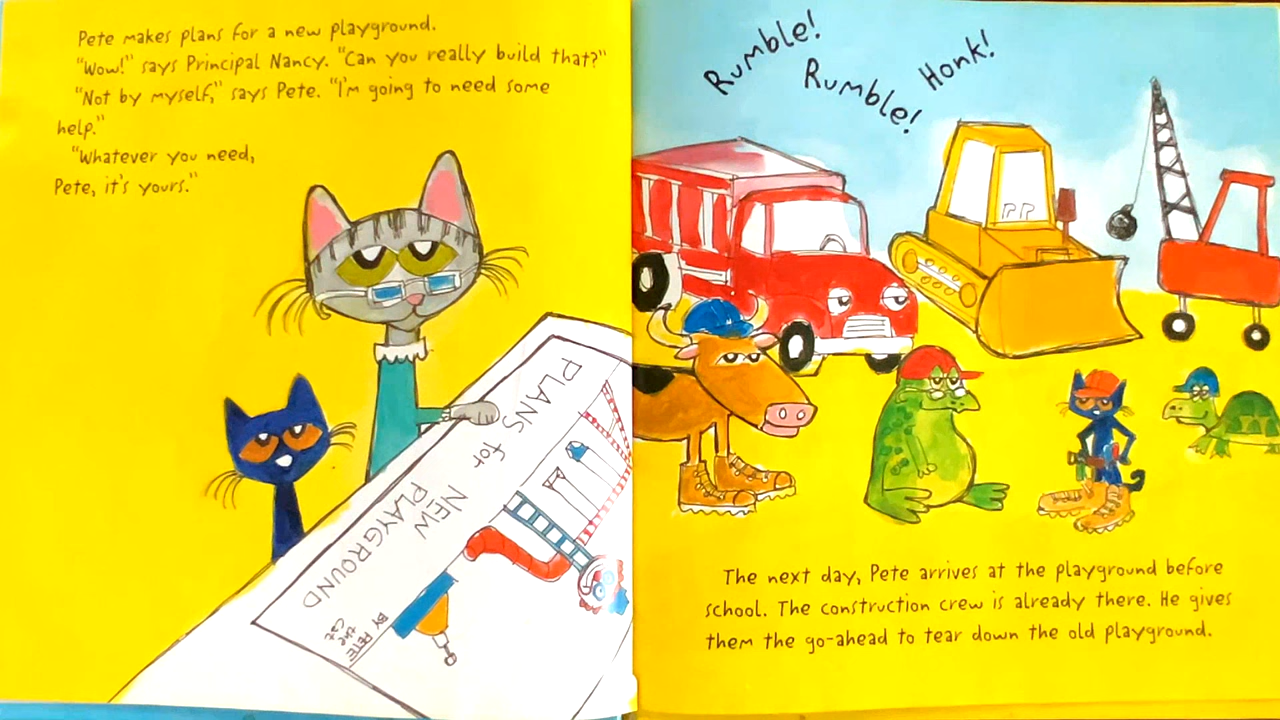 Pete makes plans for a new playground.
"Wow!" says Principal Nancy. "Can you really build that?"
"Not by myself," says Pete. "I'm going to need some
help."
"Whatever you need,
Pete, it's yours."
PLANS for
NEW
PLAYGROUND
BY PETE
the
Cat
Rumble!
Rumble!
Honk!
The next day, Pete arrives at the playground before
school. The construction crew is already there. He gives
them the go-ahead to tear down the old playground.